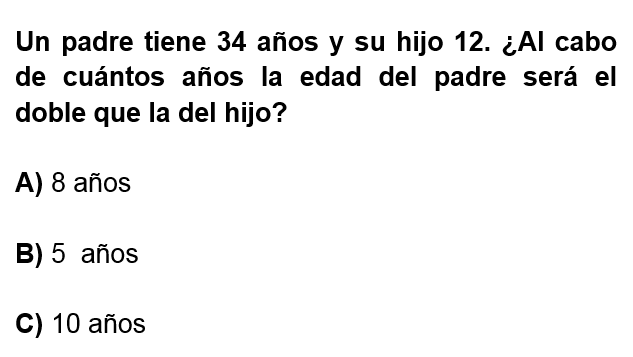 Un padre tiene 34 años y su hijo 12. ¿Al cabo
de cuántos años la edad del padre será el
doble que la del hijo?
A) 8 años
B) 5 años
C) 10 años